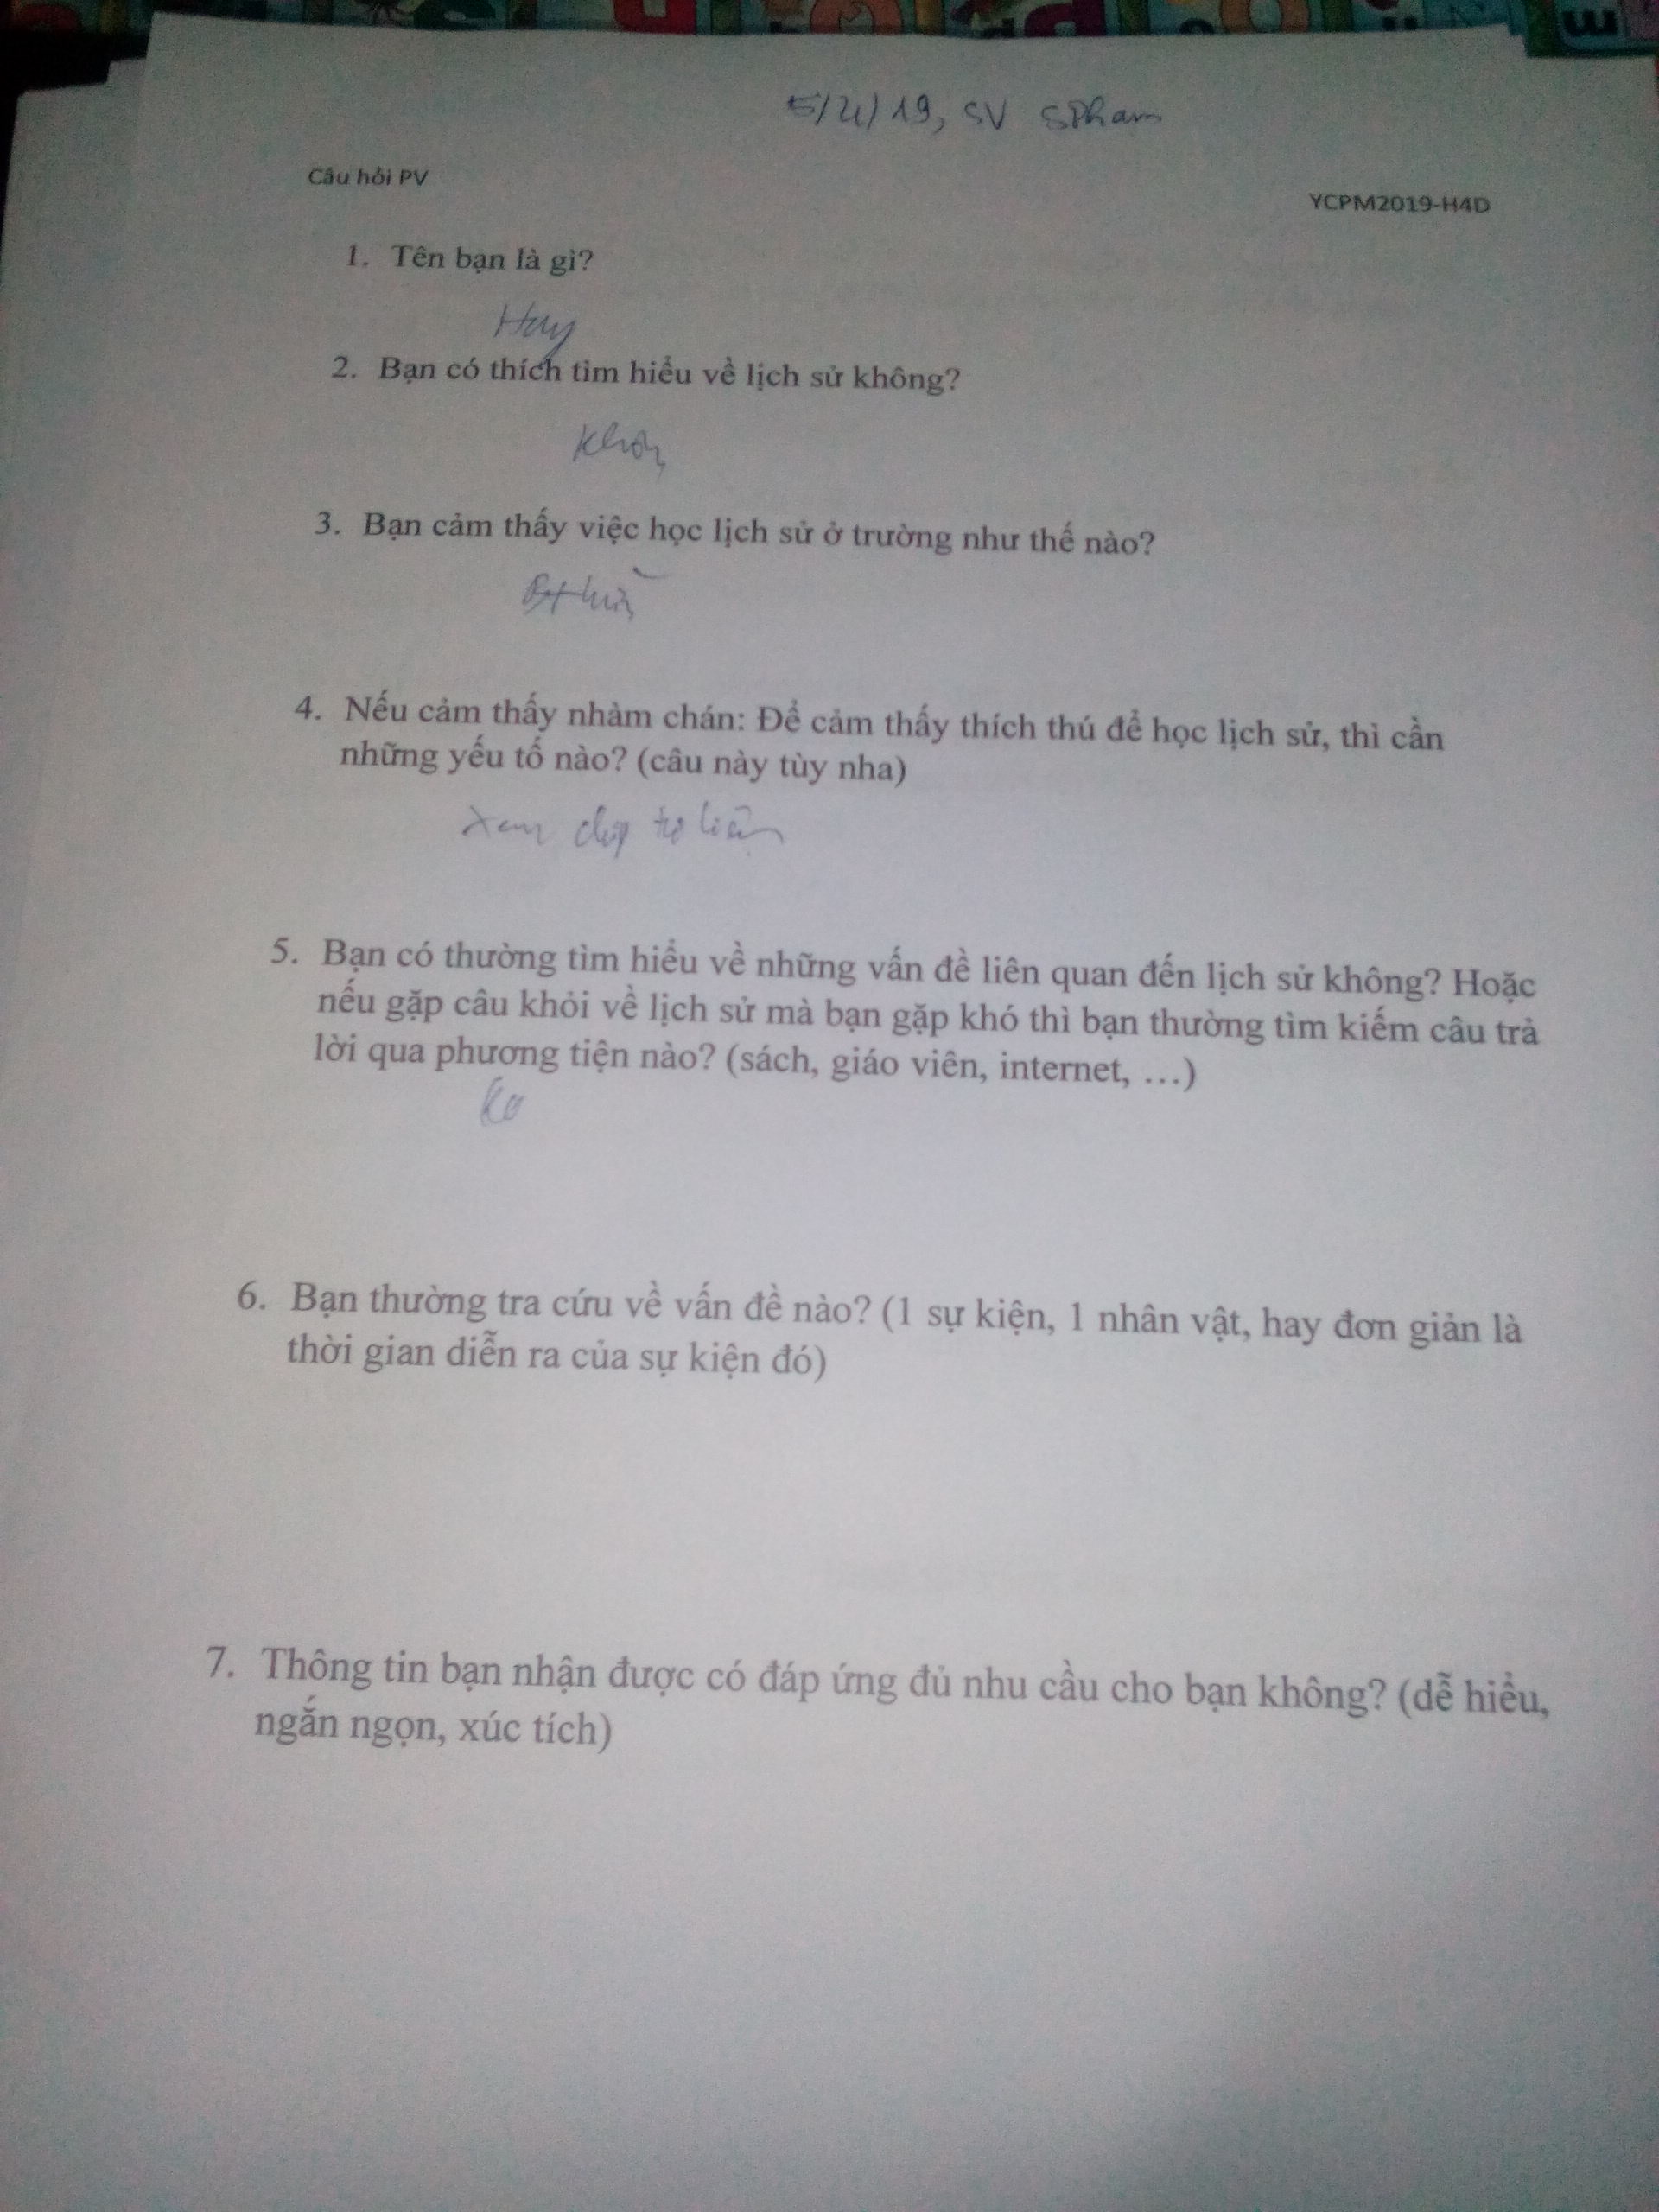 5/4/19, SV SPham
Câu hỏi PV
YCPM2019-H4D
1. Tên bạn là gì?
Huy
2. Bạn có thích tìm hiểu về lịch sử không?
Không
3. Bạn cảm thấy việc học lịch sử ở trường như thế nào?
4. Nếu cảm thấy nhàm chán: Để cảm thấy thích thú để học lịch sử, thì cần
những yếu tố nào? (câu này tùy nha)
Xem clip tư liệu
5. Bạn có thường tìm hiểu về những vấn đề liên quan đến lịch sử không? Hoặc
nếu gặp câu khỏi về lịch sử mà bạn gặp khó thì bạn thường tìm kiếm câu trả
lời qua phương tiện nào? (sách, giáo viên, internet, …)
Ko
6. Bạn thường tra cứu về vấn đề nào? (1 sự kiện, 1 nhân vật, hay đơn giản là
thời gian diễn ra của sự kiện đó)
7. Thông tin bạn nhận được có đáp ứng đủ nhu cầu cho bạn không? (dễ hiểu,
ngắn ngọn, xúc tích)